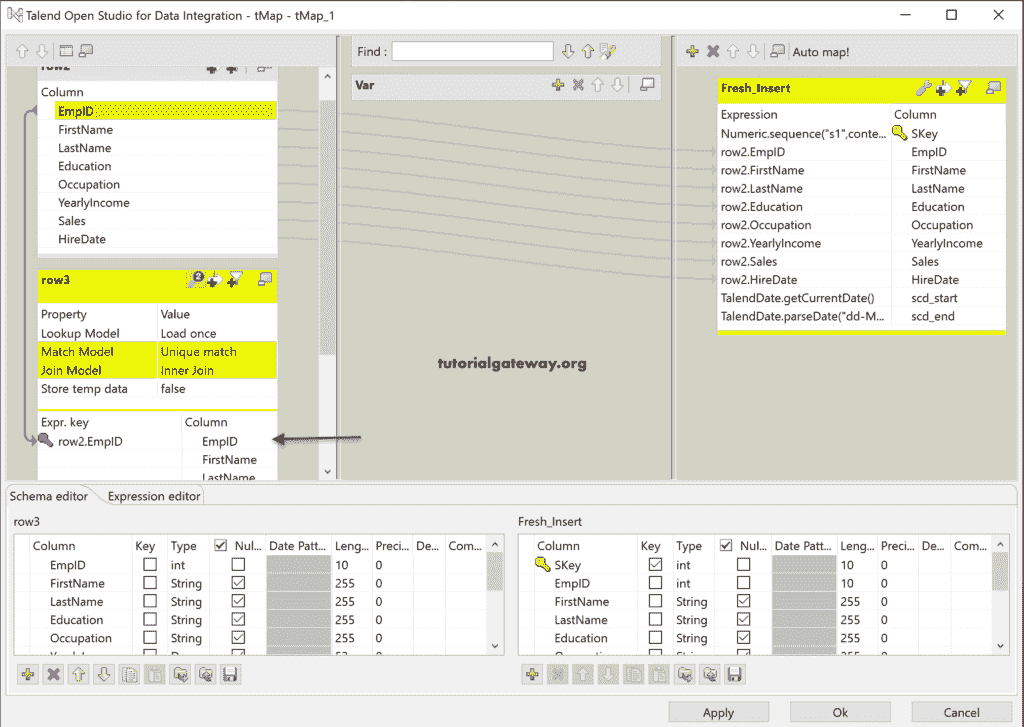 Talend Open Studio for Data Integration - tMap - tMap_1
Find :
Auto map!
row2
Column
EmpID
FirstName
LastName
Education
Occupation
YearlyIncome
Sales
HireDate
row3
Property Value
Lookup Model Load once
Match Model Unique match
Join Model Inner Join
Store temp data false
Expr. key Column
row2.EmpID EmpID
FirstName
LastName
Var
tutorialgateway.org
Fresh_Insert
Expression Column
Numeric.sequence("s1",conte... SKey
row2.EmpID EmpID
row2.FirstName FirstName
row2.LastName LastName
row2.Education Education
row2.Occupation Occupation
row2.YearlyIncome YearlyIncome
row2.Sales Sales
row2.HireDate HireDate
TalendDate.getCurrentDate() scd_start
TalendDate.parseDate("dd-M... scd_end
Schema editor Expression editor
row3
Column Key Type Nul... Date Patt... Leng... Preci... De... Com...
EmpID int 10 0
FirstName String 255 0
LastName String 255 0
Education String 255 0
Occupation String 255 0
Fresh_Insert
Column Key Type Nul... Date Patt... Leng... Preci... De... Com...
SKey int 10 0
EmpID int 10 0
FirstName String 255 0
LastName String 255 0
Education String 255 0
Apply Ok Cancel